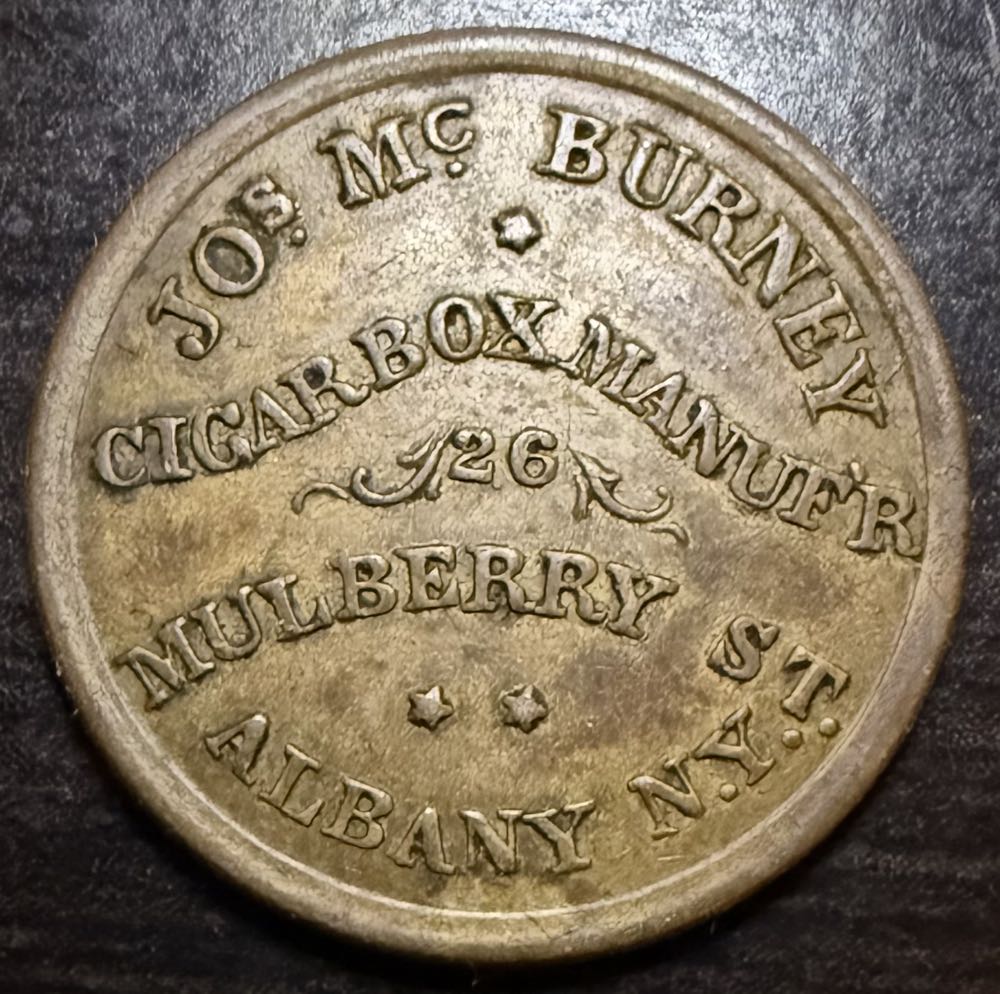 JOS. Mc. BURNEY
CIGAR BOX MANUF'R
26
MULBERRY ST.
ALBANY N.Y.